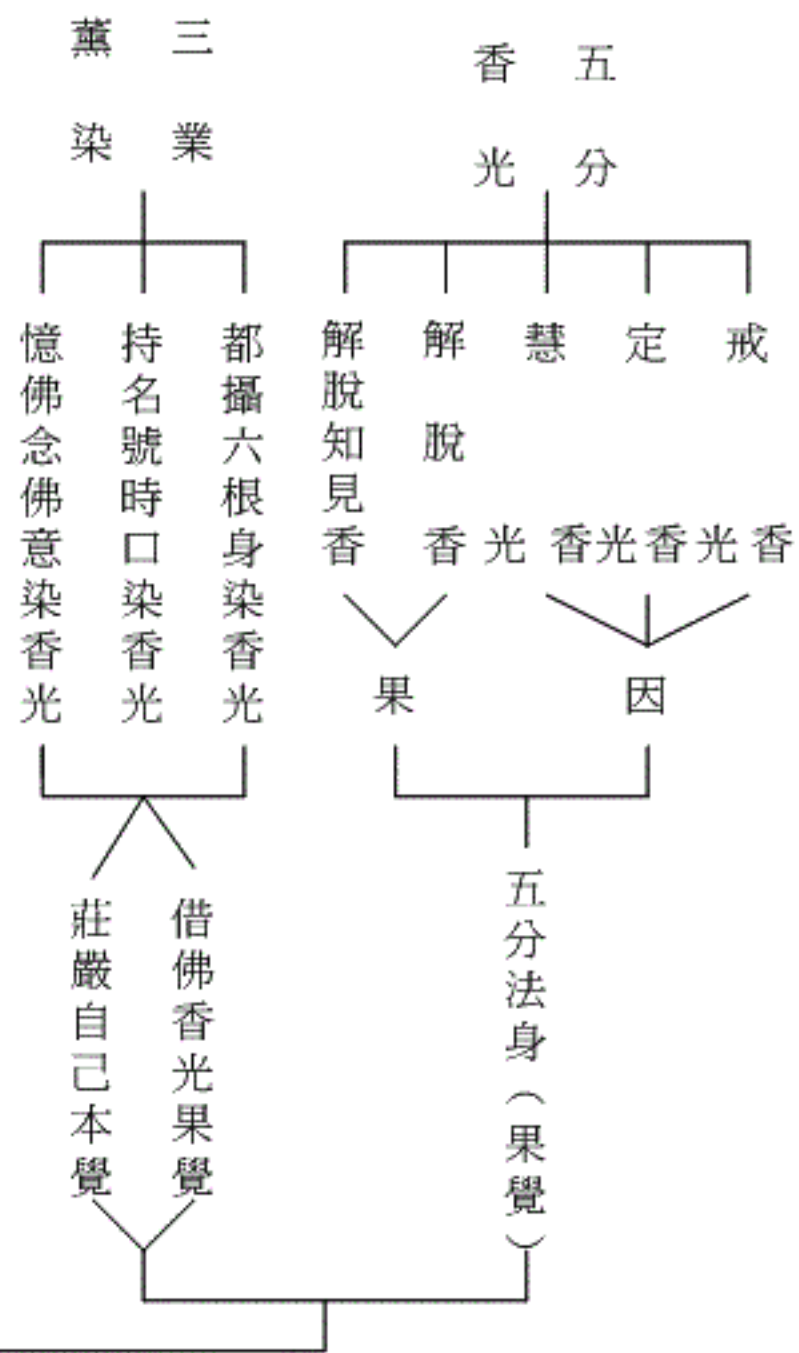 五分
香光
戒香
定香光
慧香光
解脫香光
解脫知見香
因
果
五分法身（果覺）
三業
薰染
都攝六根身染香光
持名號時口染香光
憶佛念佛意染香光
借佛香光果覺
莊嚴自己本覺